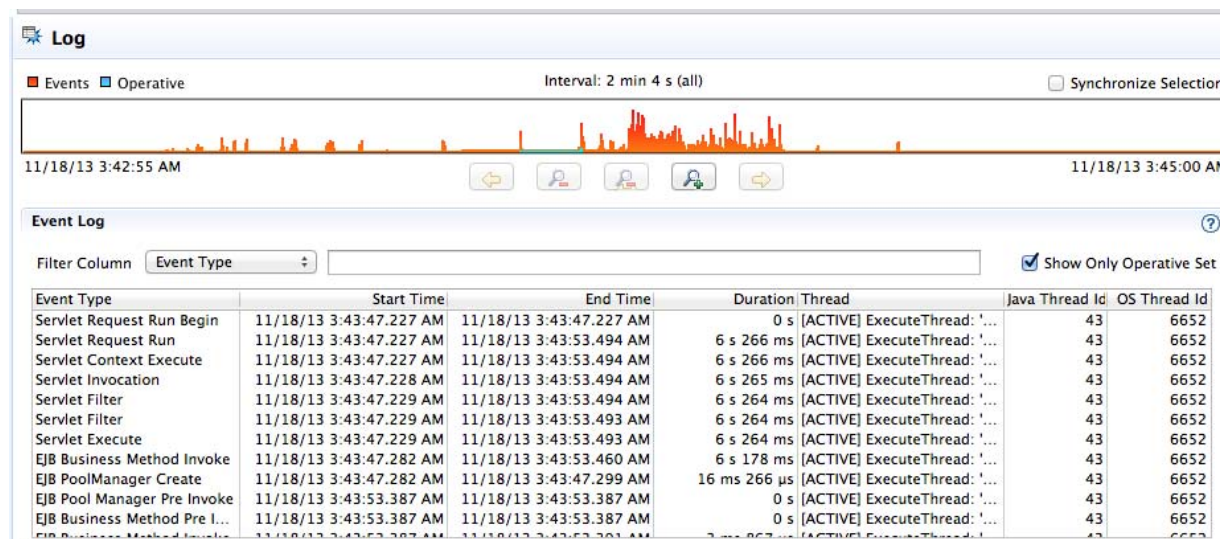 Log
Events Operative Interval: 2 min 4 s (all) Synchronize Selection
11/18/13 3:42:55 AM 11/18/13 3:45:00 AM
Event Log
Filter Column Event Type Show Only Operative Set
Event Type Start Time End Time Duration Thread Java Thread Id OS Thread Id
Servlet Request Run Begin 11/18/13 3:43:47.227 AM 11/18/13 3:43:47.227 AM 0 s [ACTIVE] ExecuteThread: '... 43 6652
Servlet Request Run 11/18/13 3:43:47.227 AM 11/18/13 3:43:53.494 AM 6 s 266 ms [ACTIVE] ExecuteThread: '... 43 6652
Servlet Context Execute 11/18/13 3:43:47.227 AM 11/18/13 3:43:53.494 AM 6 s 266 ms [ACTIVE] ExecuteThread: '... 43 6652
Servlet Invocation 11/18/13 3:43:47.228 AM 11/18/13 3:43:53.494 AM 6 s 265 ms [ACTIVE] ExecuteThread: '... 43 6652
Servlet Filter 11/18/13 3:43:47.229 AM 11/18/13 3:43:53.494 AM 6 s 264 ms [ACTIVE] ExecuteThread: '... 43 6652
Servlet Filter 11/18/13 3:43:47.229 AM 11/18/13 3:43:53.493 AM 6 s 264 ms [ACTIVE] ExecuteThread: '... 43 6652
Servlet Execute 11/18/13 3:43:47.229 AM 11/18/13 3:43:53.493 AM 6 s 264 ms [ACTIVE] ExecuteThread: '... 43 6652
EJB Business Method Invoke 11/18/13 3:43:47.282 AM 11/18/13 3:43:53.460 AM 6 s 178 ms [ACTIVE] ExecuteThread: '... 43 6652
EJB PoolManager Create 11/18/13 3:43:47.282 AM 11/18/13 3:43:47.299 AM 16 ms 266 µs [ACTIVE] ExecuteThread: '... 43 6652
EJB Pool Manager Pre Invoke 11/18/13 3:43:53.387 AM 11/18/13 3:43:53.387 AM 0 s [ACTIVE] ExecuteThread: '... 43 6652
EJB Business Method Pre I... 11/18/13 3:43:53.387 AM 11/18/13 3:43:53.387 AM 0 s [ACTIVE] ExecuteThread: '... 43 6652